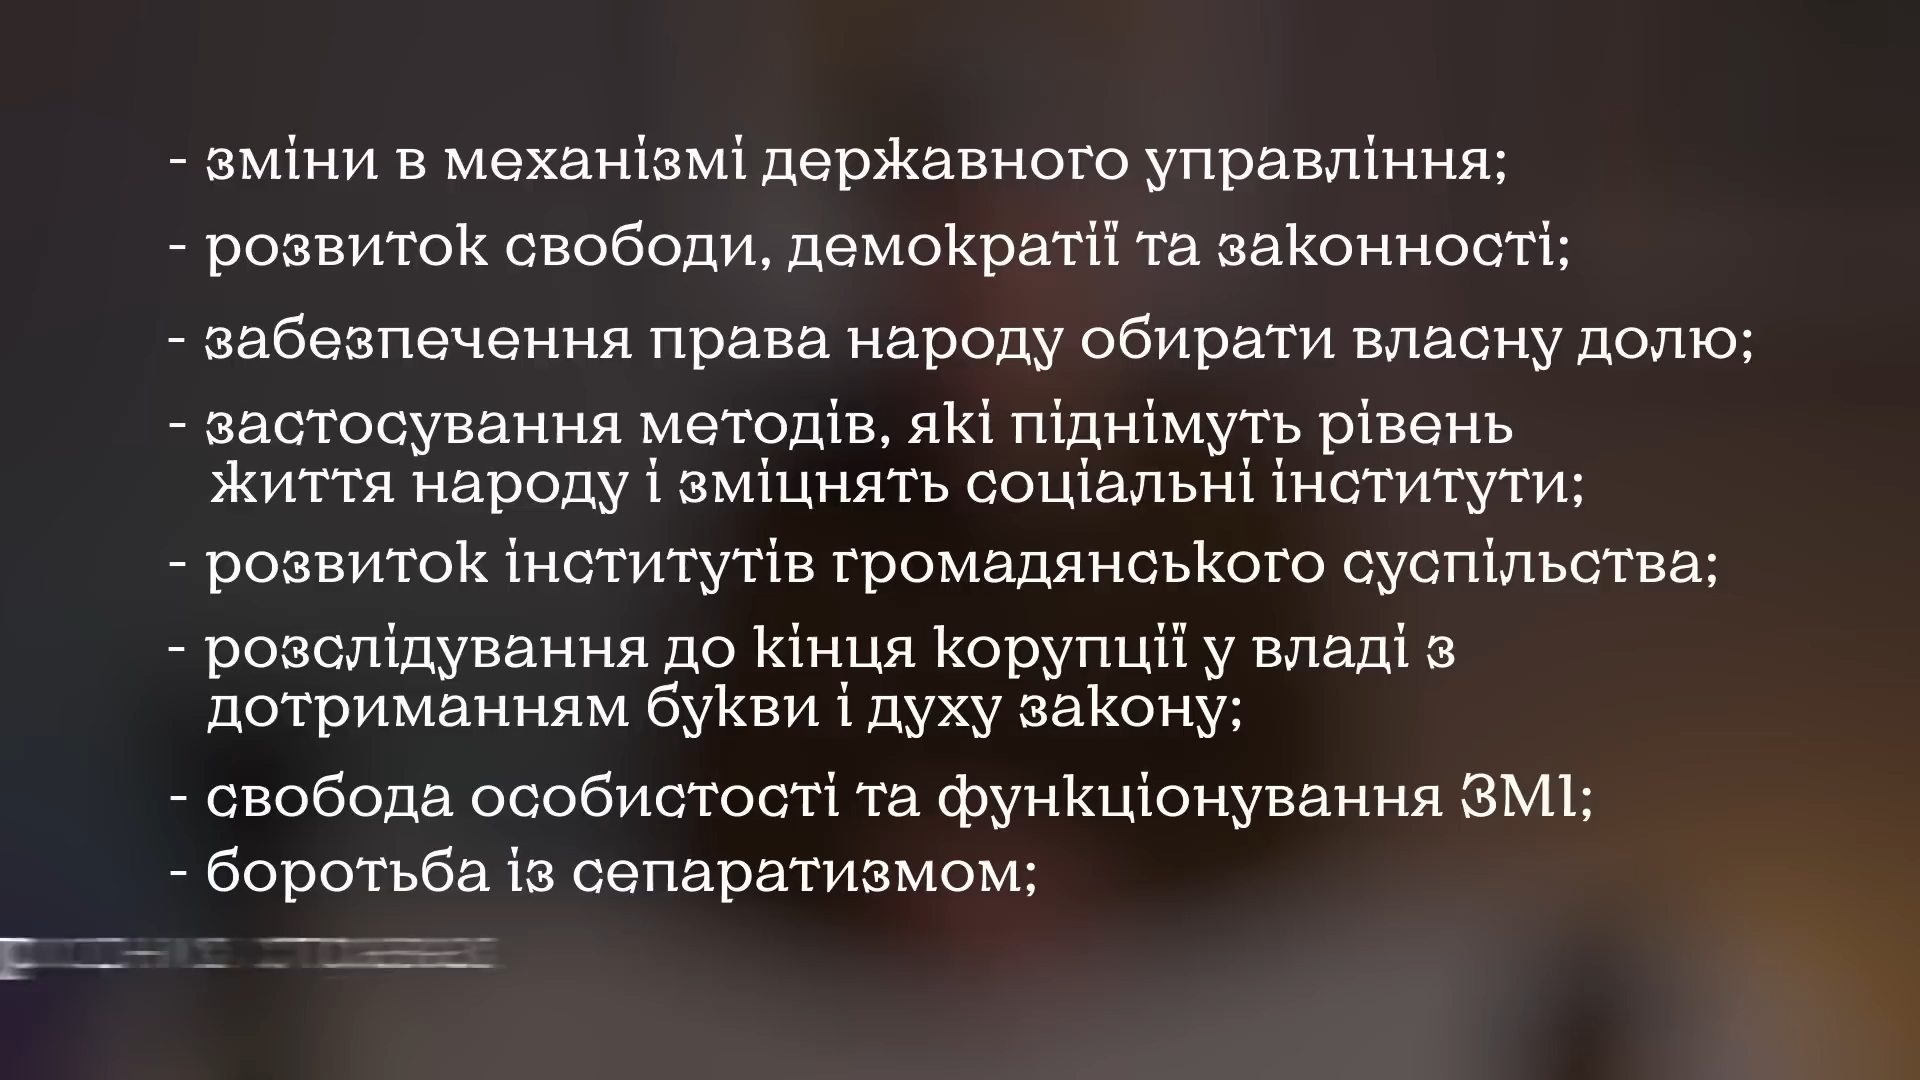 - зміни в механізмі державного управління;
- розвиток свободи, демократії та законності;
- забезпечення права народу обирати власну долю;
- застосування методів, які піднімуть рівень
життя народу і зміцнять соціальні інститути;
- розвиток інститутів громадянського суспільства;
- розслідування до кінця корупції у владі з
дотриманням букви і духу закону;
- свобода особистості та функціонування ЗМІ;
- боротьба із сепаратизмом;